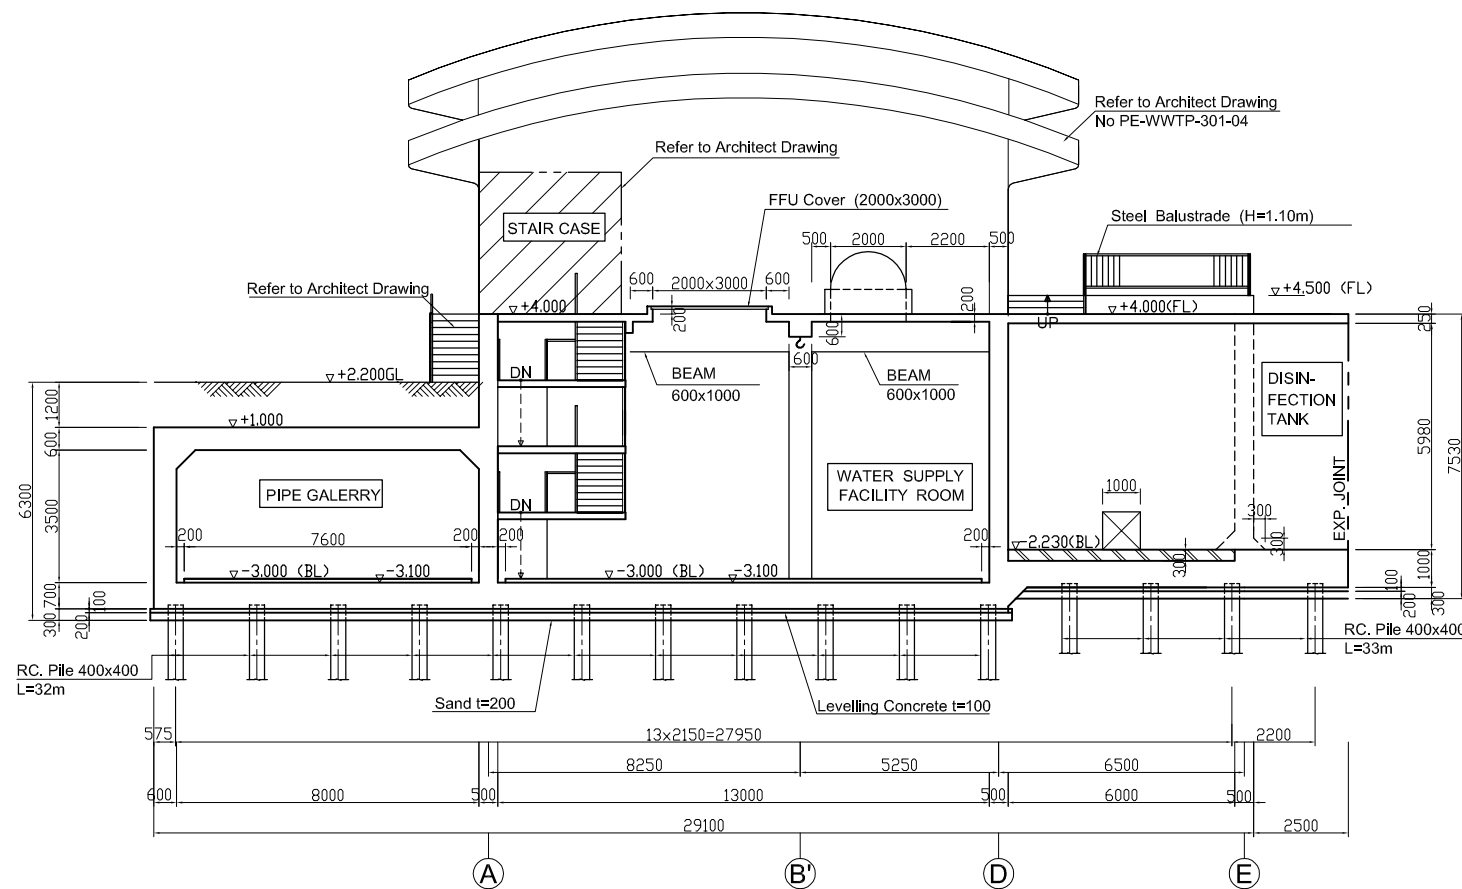 Refer to Architect Drawing
No PE-WWTP-301-04
Refer to Architect Drawing
FFU Cover (2000x3000)
STAIR CASE
Steel Balustrade (H=1.10m)
500
2000
2200
500
600
2000x3000
600
Refer to Architect Drawing
+4.500 (FL)
+4.000
+4.000(FL)
200
200
UP
250
600
600
DN
BEAM
600x1000
BEAM
600x1000
DISIN-
FECTION
TANK
+2.200GL
1200
+1.000
600
5980
7530
6300
3500
PIPE GALERRY
WATER SUPPLY
FACILITY ROOM
1000
EXP. JOINT
DN
300
300
200
7600
200
200
200
-2.230(BL)
300
-3.000 (BL)
-3.100
-3.000 (BL)
-3.100
1000
700
100
100
300
200
200
300
RC. Pile 400x400
L=33m
RC. Pile 400x400
L=32m
Sand t=200
Levelling Concrete t=100
575
13x2150=27950
2200
8250
5250
6500
600
8000
500
13000
500
6000
500
29100
2500
A
B'
D
E